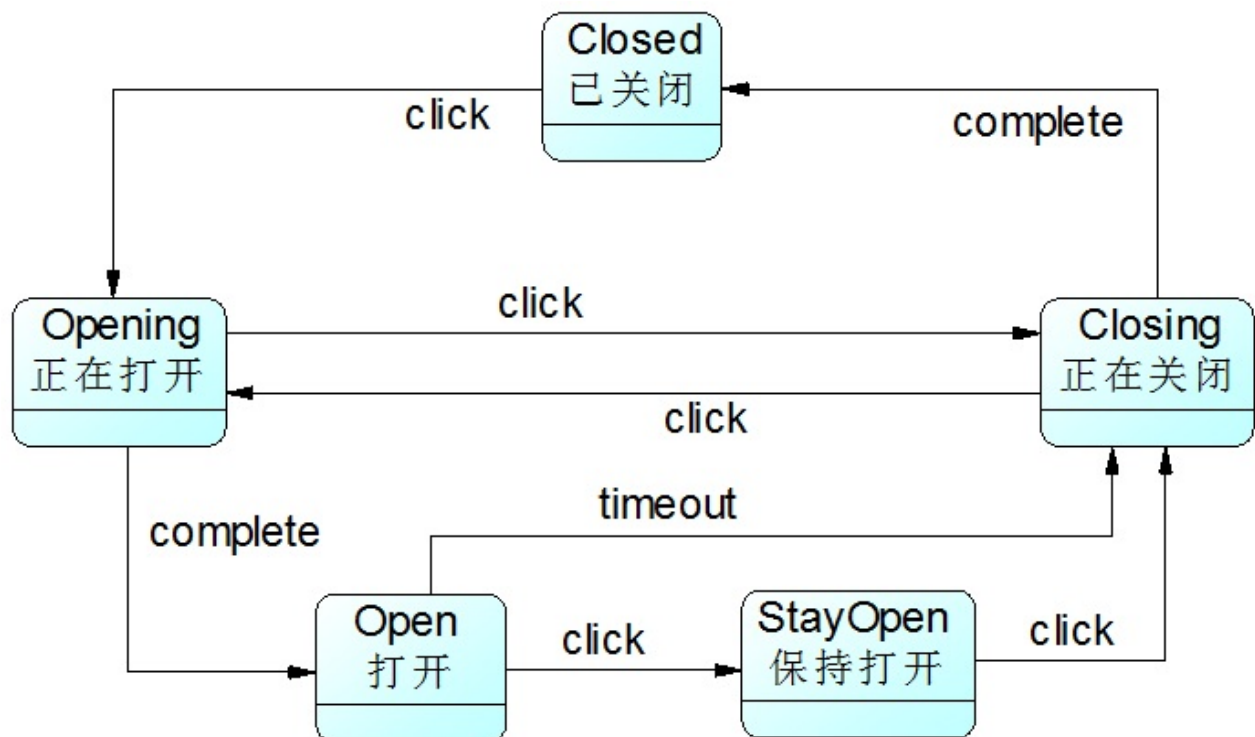 Closed
已关闭
click
complete
click
Opening
正在打开
Closing
正在关闭
click
timeout
complete
Open
打开
click
StayOpen
保持打开
click